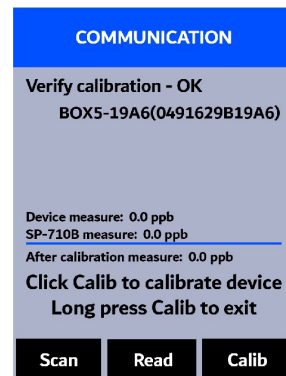 COMMUNICATION
Verify calibration - OK
BOX5-19A6(0491629B19A6)
Device measure: 0.0 ppb
SP-710B measure: 0.0 ppb
After calibration measure: 0.0 ppb
Click Calib to calibrate device
Long press Calib to exit
Scan Read Calib